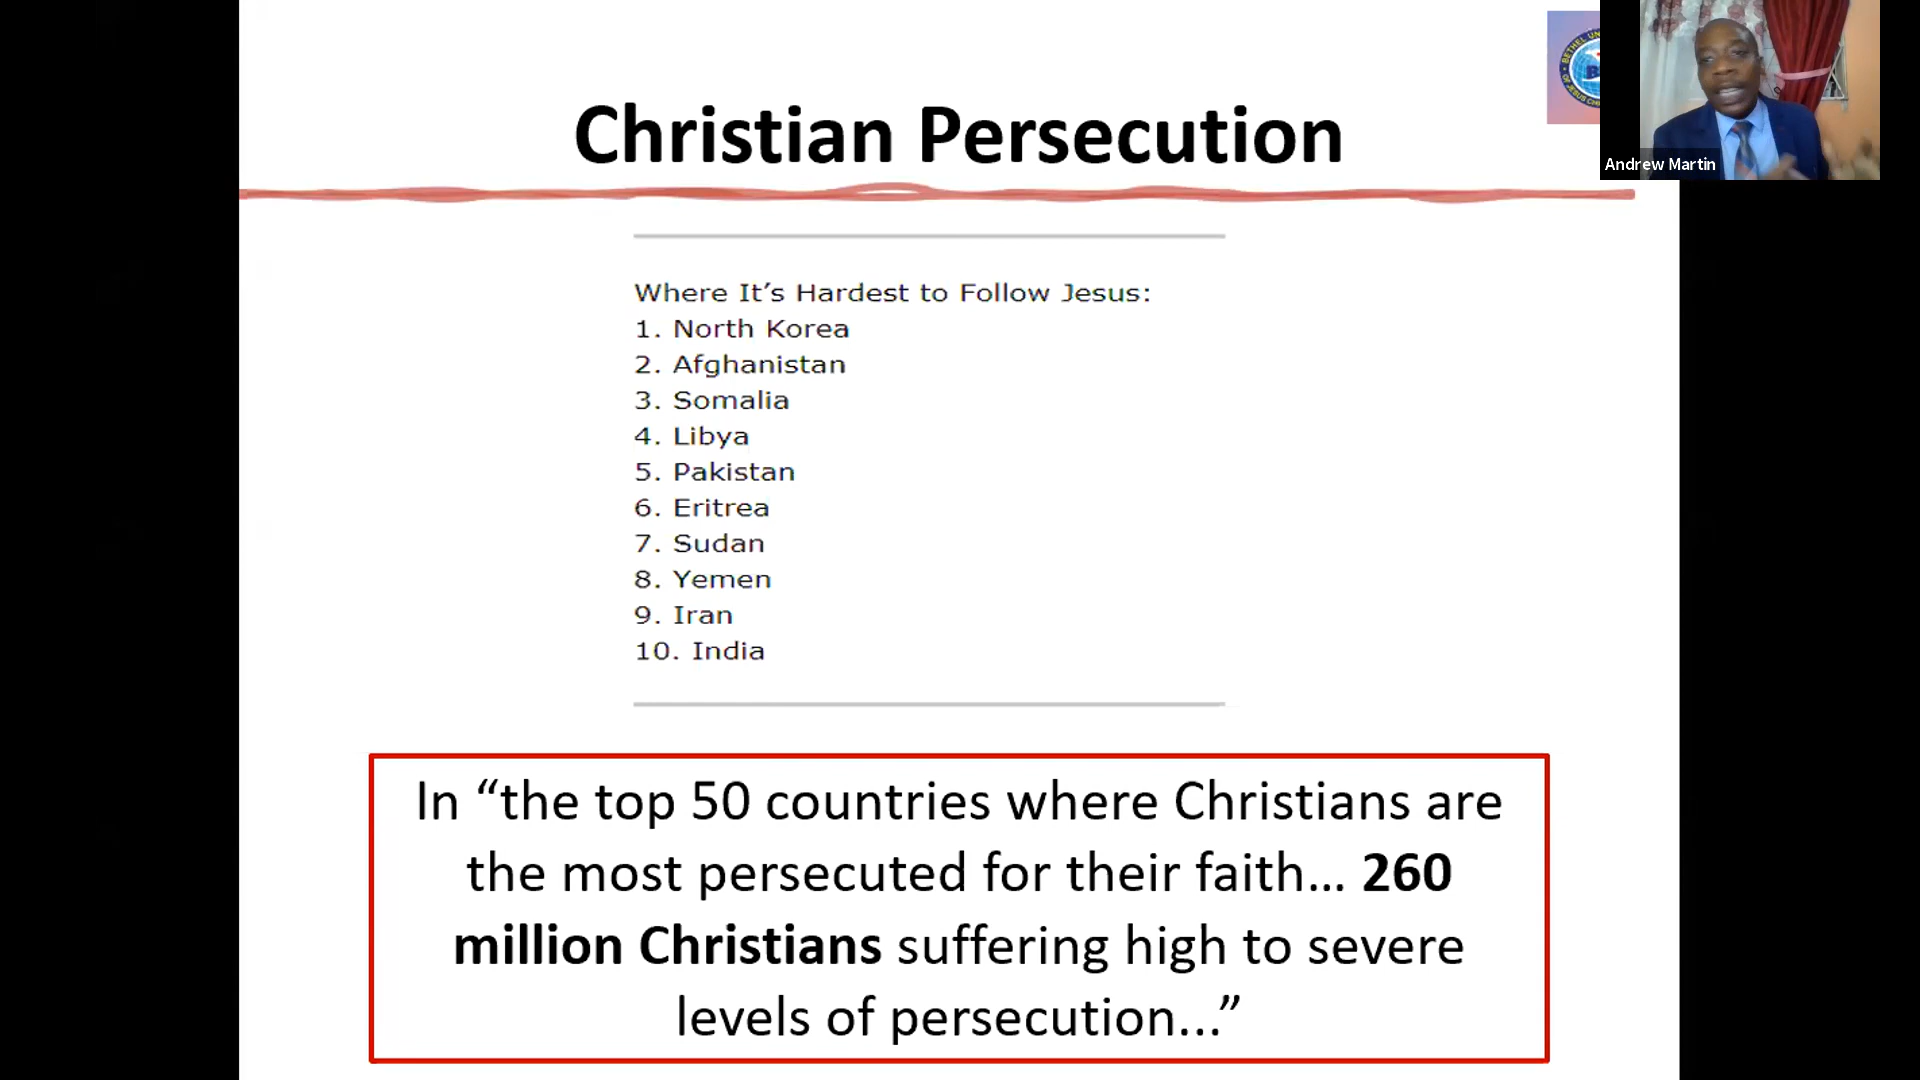 Christian Persecution
Andrew Martin
Where It’s Hardest to Follow Jesus:
1. North Korea
2. Afghanistan
3. Somalia
4. Libya
5. Pakistan
6. Eritrea
7. Sudan
8. Yemen
9. Iran
10. India
In “the top 50 countries where Christians are
the most persecuted for their faith... 260
million Christians suffering high to severe
levels of persecution...”